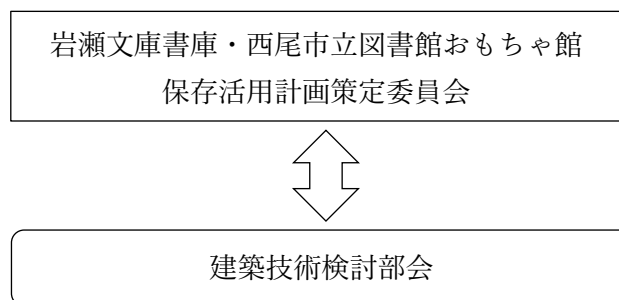 岩瀬文庫書庫・西尾市立図書館おもちゃ館
保存活用計画策定委員会
建築技術検討部会